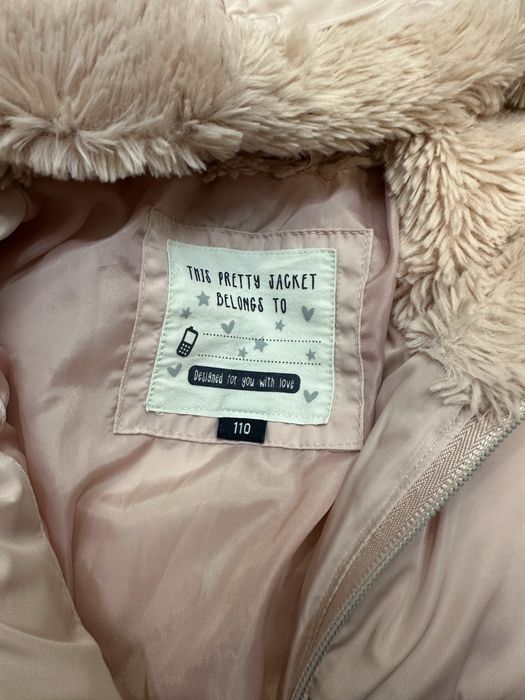 THIS PRETTY JACKET
BELONGS TO
Designed for you with love
110